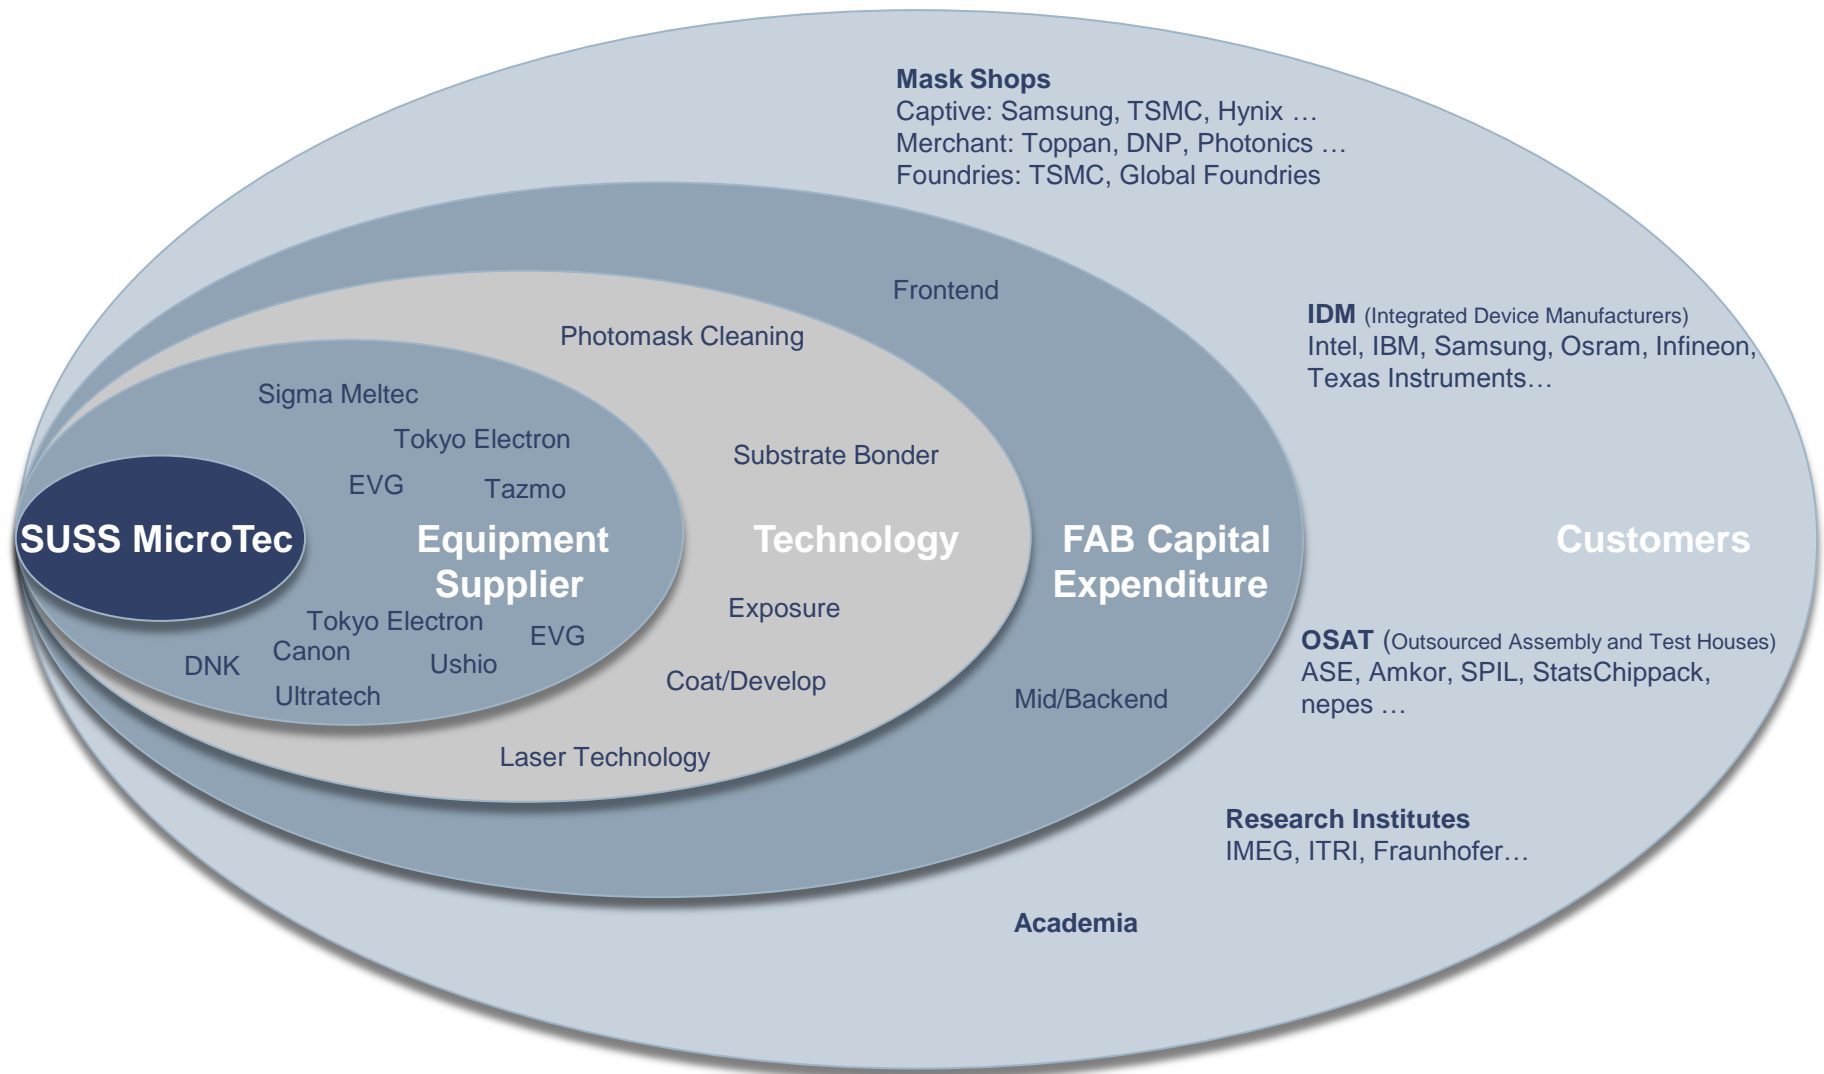 Mask Shops
Captive: Samsung, TSMC, Hynix …
Merchant: Toppan, DNP, Photonics …
Foundries: TSMC, Global Foundries
Frontend
IDM (Integrated Device Manufacturers)
Intel, IBM, Samsung, Osram, Infineon,
Texas Instruments…
Photomask Cleaning
Sigma Meltec
Tokyo Electron
Substrate Bonder
EVG
Tazmo
SUSS MicroTec
Equipment
Supplier
Technology
FAB Capital
Expenditure
Customers
Exposure
Tokyo Electron
EVG
Canon
Ushio
DNK
Ultratech
Coat/Develop
OSAT (Outsourced Assembly and Test Houses)
ASE, Amkor, SPIL, StatsChippack,
nepes …
Mid/Backend
Laser Technology
Research Institutes
IMEG, ITRI, Fraunhofer…
Academia